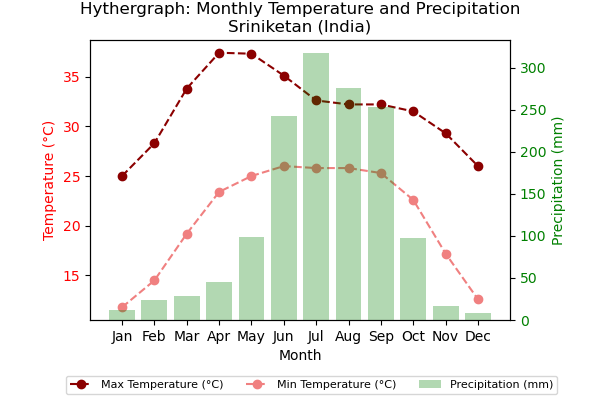 Hythergraph: Monthly Temperature and Precipitation
Sriniketan (India)
Temperature (°C)
35
30
25
20
15
Precipitation (mm)
300
250
200
150
100
50
0
Jan Feb Mar Apr May Jun Jul Aug Sep Oct Nov Dec
Month
Max Temperature (°C) Min Temperature (°C) Precipitation (mm)